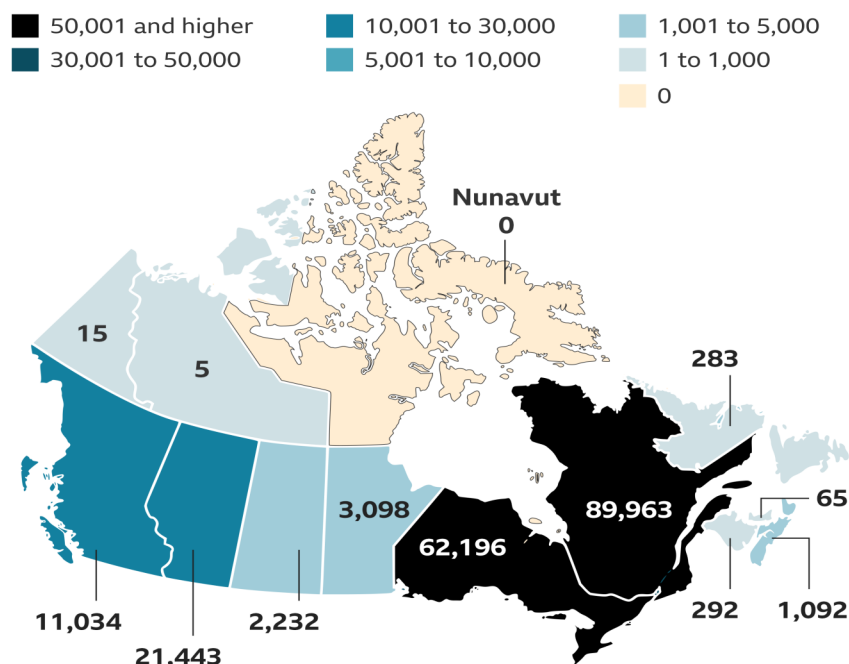 50,001 and higher
30,001 to 50,000
10,001 to 30,000
5,001 to 10,000
1,001 to 5,000
1 to 1,000
0
Nunavut
0
15
5
283
3,098
89,963
65
62,196
292
1,092
11,034
2,232
21,443